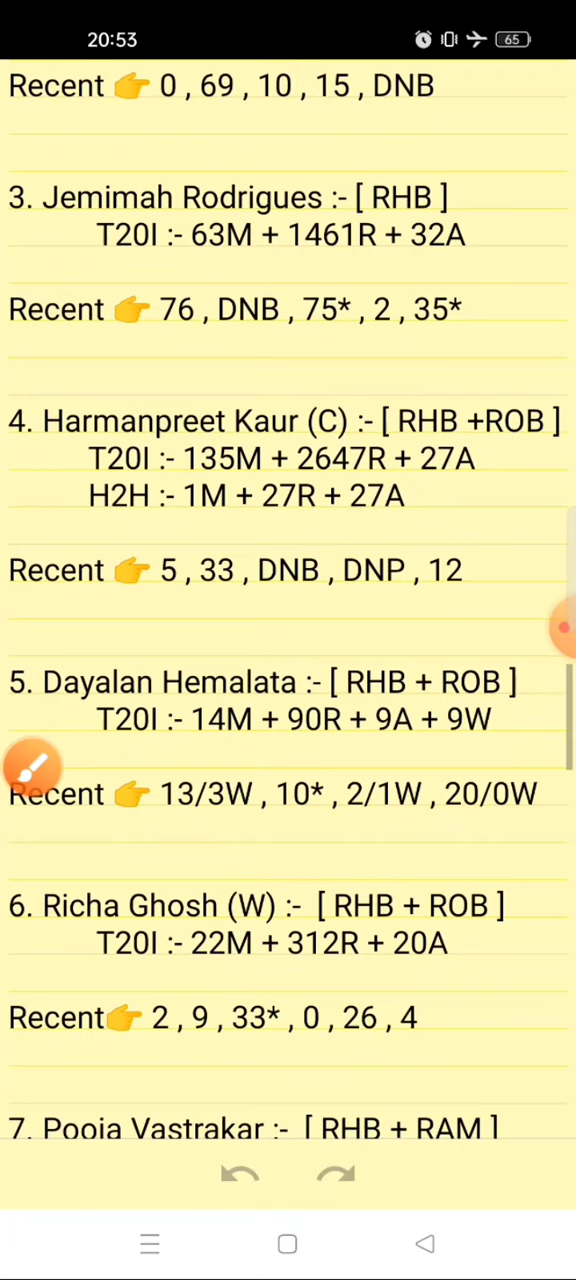 20:53
65
Recent 👉 0 , 69 , 10 , 15 , DNB
3. Jemimah Rodrigues :- [ RHB ]
T20I :- 63M + 1461R + 32A
Recent 👉 76 , DNB , 75* , 2 , 35*
4. Harmanpreet Kaur (C) :- [ RHB +ROB ]
T20I :- 135M + 2647R + 27A
H2H :- 1M + 27R + 27A
Recent 👉 5 , 33 , DNB , DNP , 12
5. Dayalan Hemalata :- [ RHB + ROB ]
T20I :- 14M + 90R + 9A + 9W
Recent 👉 13/3W , 10* , 2/1W , 20/0W
6. Richa Ghosh (W) :- [ RHB + ROB ]
T20I :- 22M + 312R + 20A
Recent👉 2 , 9 , 33* , 0 , 26 , 4
7. Pooja Vastrakar :- [ RHB + RAM ]